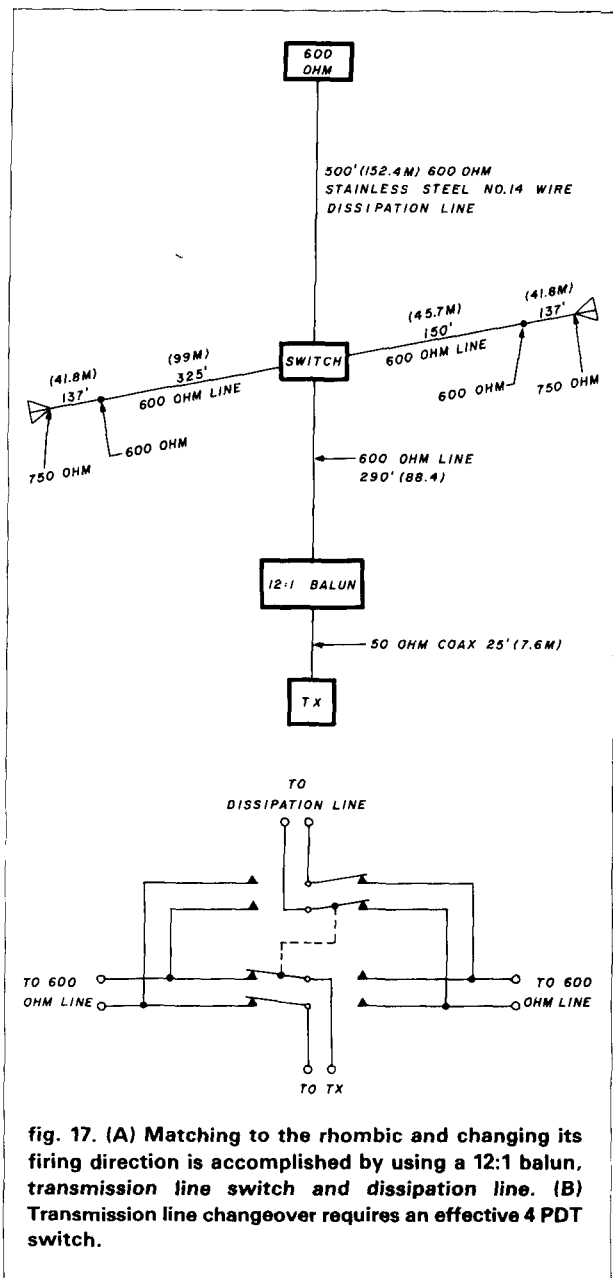 600
OHM
500'(152.4M) 600 OHM
STAINLESS STEEL NO.14 WIRE
DISSIPATION LINE
(41.8M)
137'
(99M)
325'
600 OHM LINE
SWITCH
(45.7M)
150'
600 OHM LINE
(41.8M)
137'
600 OHM
750 OHM
600 OHM
750 OHM
600 OHM LINE
290' (88.4)
12:1 BALUN
50 OHM COAX 25' (7.6M)
TX
TO
DISSIPATION LINE
TO 600
OHM LINE
TO 600
OHM LINE
TO TX
fig. 17. (A) Matching to the rhombic and changing its
firing direction is accomplished by using a 12:1 balun,
transmission line switch and dissipation line. (B)
Transmission line changeover requires an effective 4 PDT
switch.